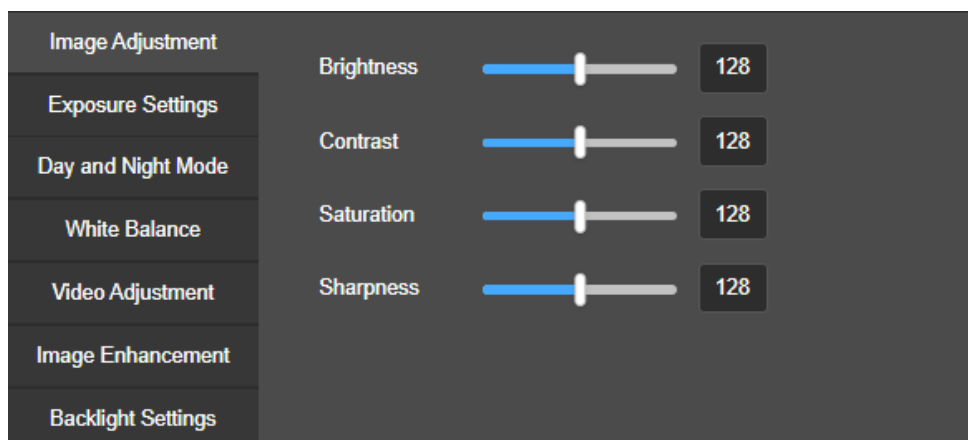 Image Adjustment
Exposure Settings
Day and Night Mode
White Balance
Video Adjustment
Image Enhancement
Backlight Settings
Brightness 128
Contrast 128
Saturation 128
Sharpness 128